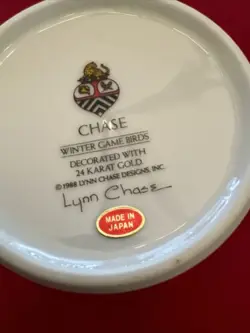 CHASE
WINTER GAME BIRDS
DECORATED WITH
24 KARAT GOLD.
©1988 LYNN CHASE DESIGNS, INC.
Lynn Chase
MADE IN
JAPAN